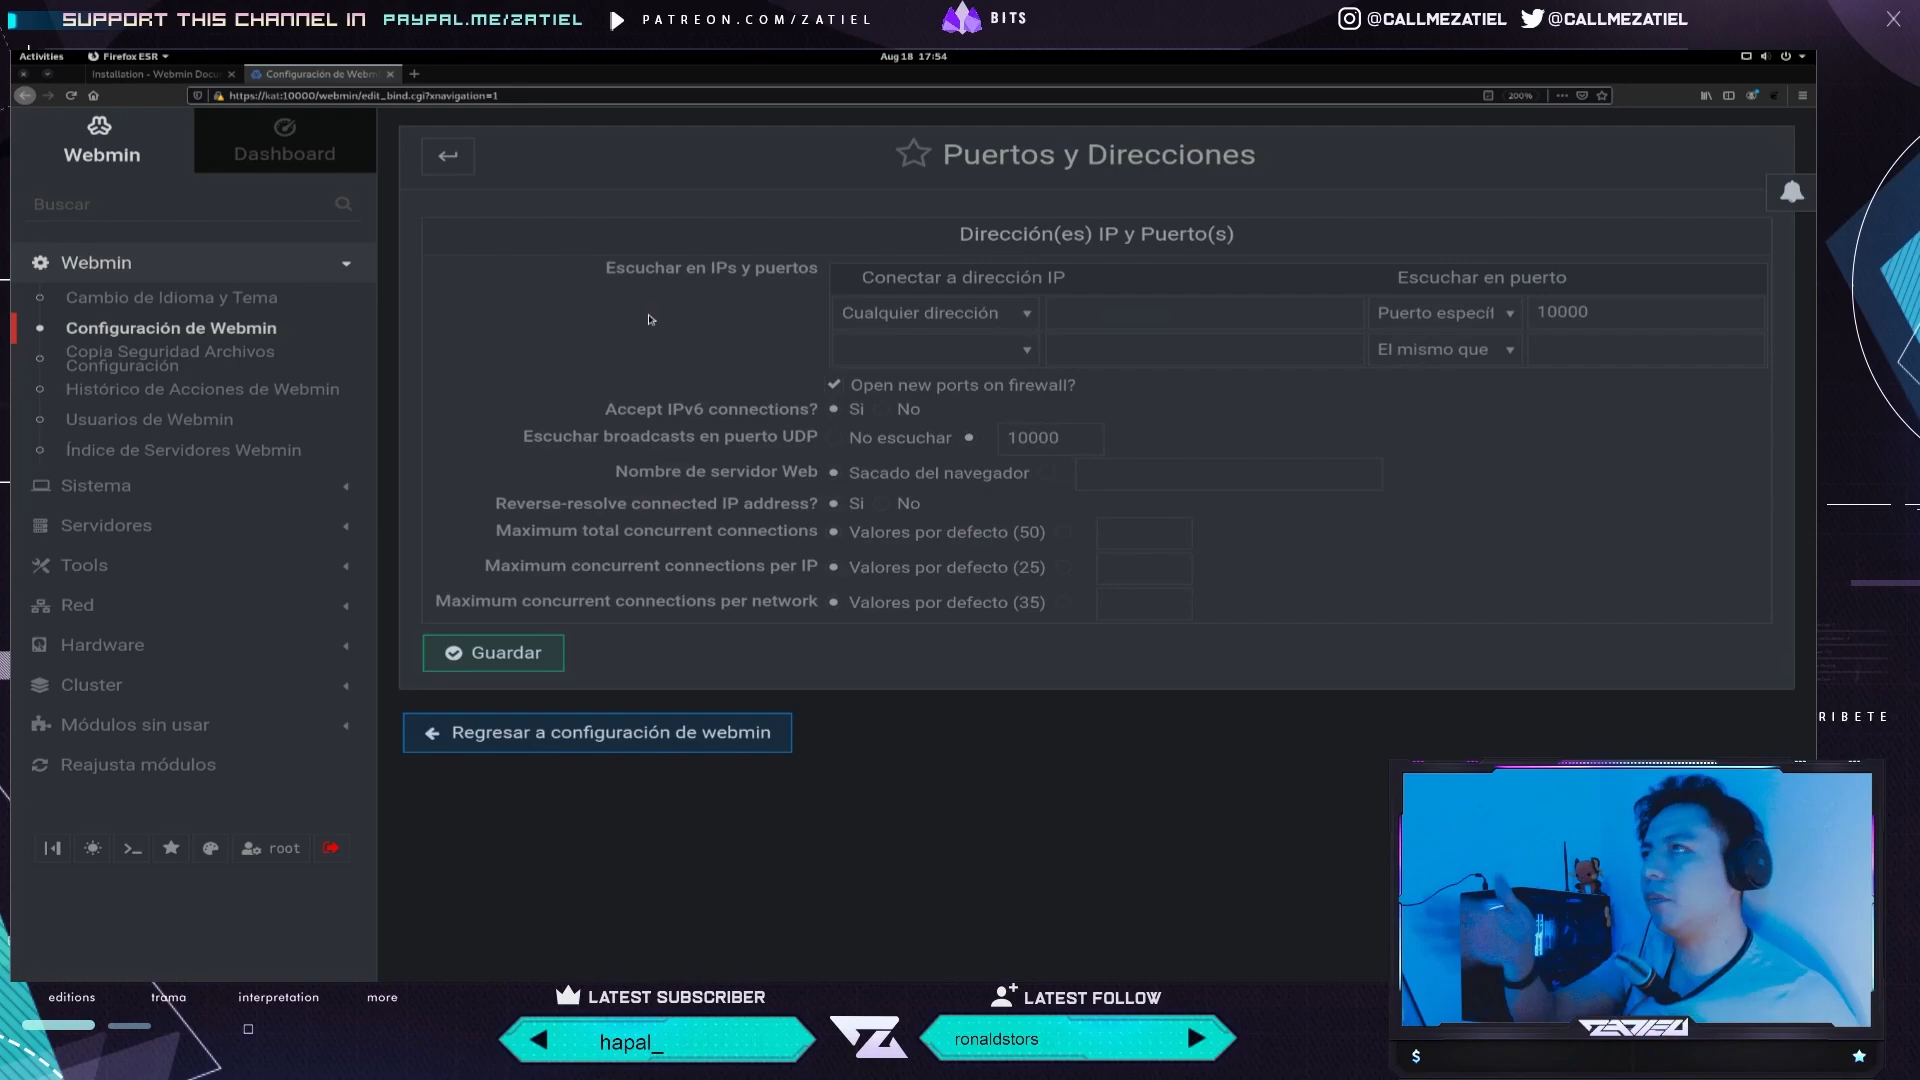 SUPPORT THIS CHANNEL IN PAYPAL.ME/ZATIEL PATREON.COM/ZATIEL BITS @CALLMEZATIEL @CALLMEZATIEL
Activities Firefox ESR Aug 18 17:54
Installation - Webmin Docu Configuración de Webm
https://kat:10000/webmin/edit_bind.cgi?xnavigation=1 200%
Webmin Dashboard
Buscar
Webmin
Cambio de Idioma y Tema
Configuración de Webmin
Copia Seguridad Archivos
Configuración
Histórico de Acciones de Webmin
Usuarios de Webmin
Índice de Servidores Webmin
Sistema
Servidores
Tools
Red
Hardware
Cluster
Módulos sin usar
Reajusta módulos
root
Puertos y Direcciones
Dirección(es) IP y Puerto(s)
Escuchar en IPs y puertos Conectar a dirección IP Escuchar en puerto
Cualquier dirección Puerto específ 10000
El mismo que
Open new ports on firewall?
Accept IPv6 connections? Si No
Escuchar broadcasts en puerto UDP No escuchar 10000
Nombre de servidor Web Sacado del navegador
Reverse-resolve connected IP address? Si No
Maximum total concurrent connections Valores por defecto (50)
Maximum concurrent connections per IP Valores por defecto (25)
Maximum concurrent connections per network Valores por defecto (35)
Guardar
Regresar a configuración de webmin
RIBETE
editions trama interpretation more
LATEST SUBSCRIBER
hapal_
LATEST FOLLOW
ronaldstors
ZATIEL
$